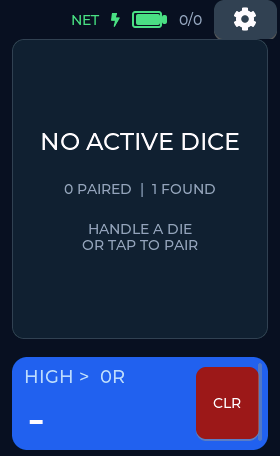 NET 0/0
NO ACTIVE DICE
0 PAIRED | 1 FOUND
HANDLE A DIE
OR TAP TO PAIR
HIGH > 0R
-
CLR